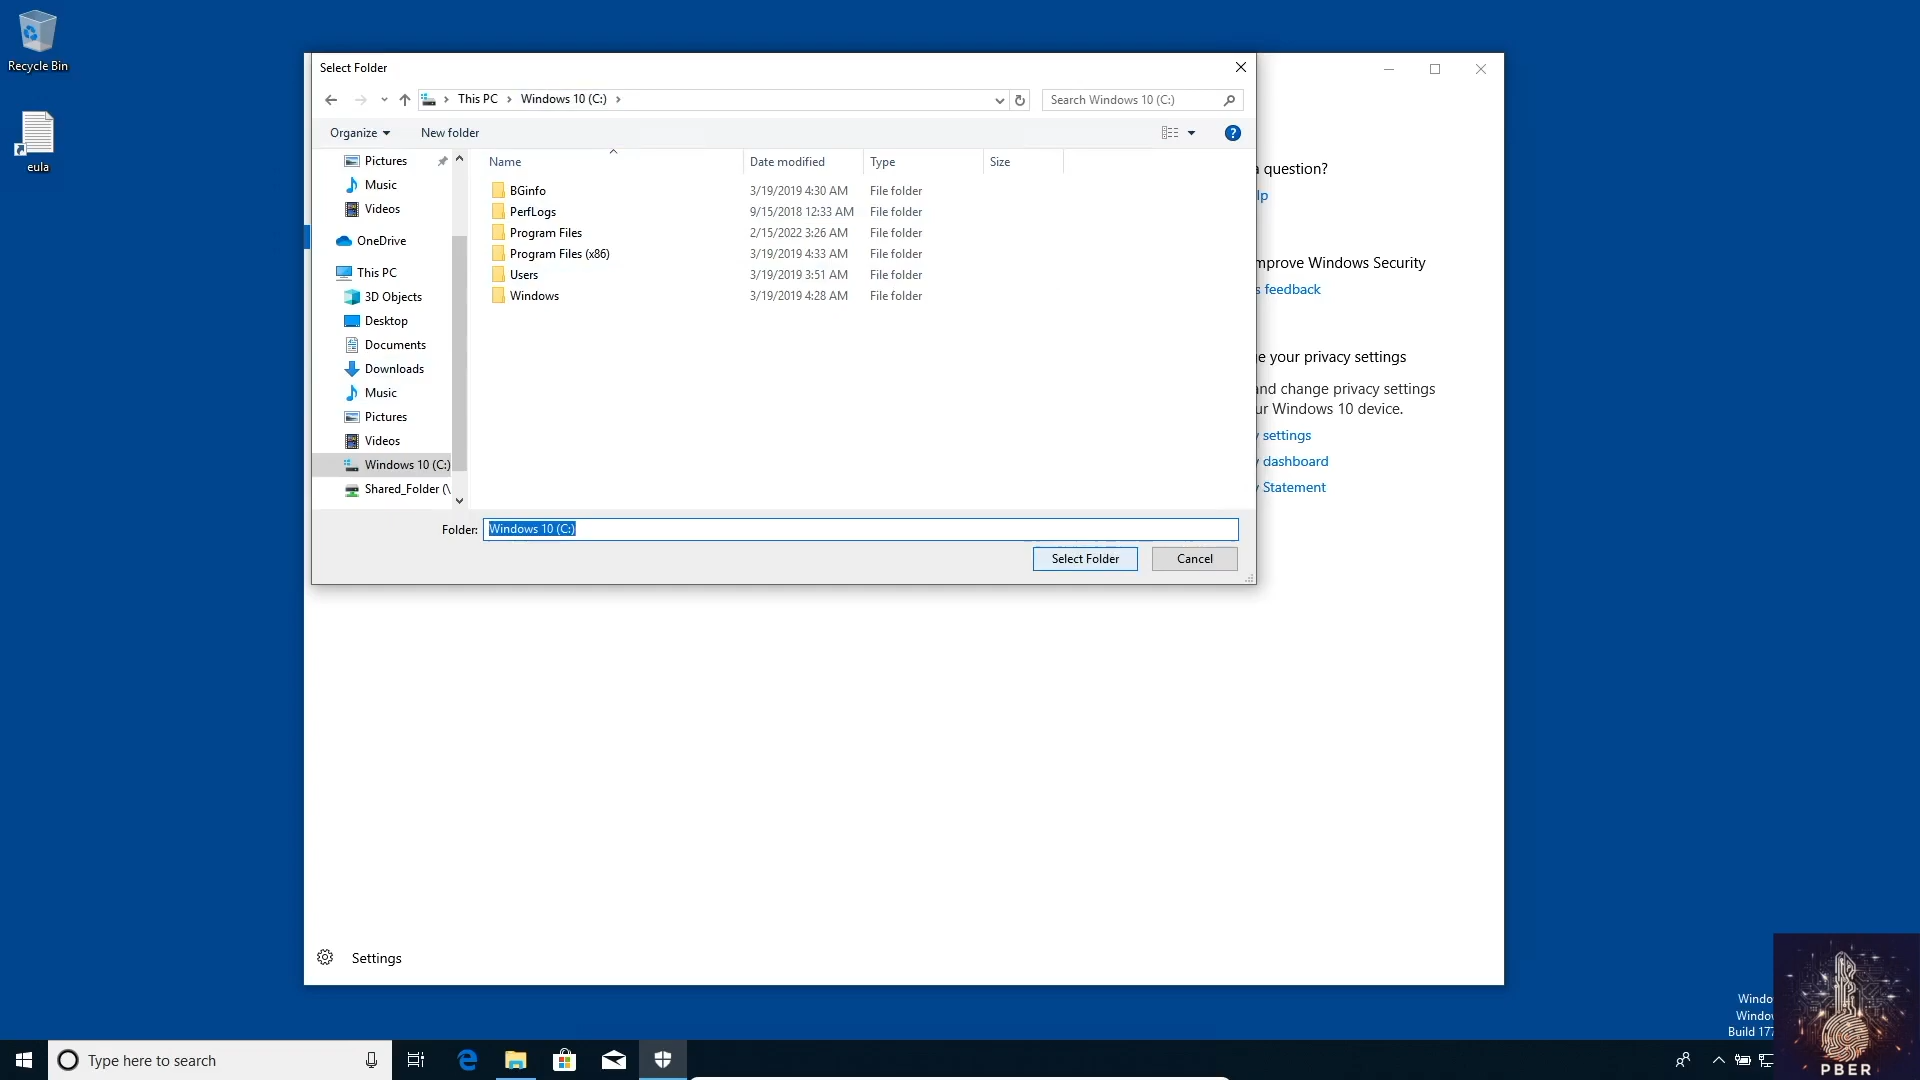 Recycle Bin
eula
Select Folder
This PC
Windows 10 (C:)
Search Windows 10 (C:)
Organize
New folder
Pictures
Music
Videos
OneDrive
This PC
3D Objects
Desktop
Documents
Downloads
Music
Pictures
Videos
Windows 10 (C:)
Shared_Folder (\
Name Date modified Type Size
BGinfo 3/19/2019 4:30 AM File folder
PerfLogs 9/15/2018 12:33 AM File folder
Program Files 2/15/2022 3:26 AM File folder
Program Files (x86) 3/19/2019 4:33 AM File folder
Users 3/19/2019 3:51 AM File folder
Windows 3/19/2019 4:28 AM File folder
Folder: Windows 10 (C:)
Select Folder Cancel
question?
mprove Windows Security
feedback
your privacy settings
and change privacy settings
Windows 10 device.
settings
dashboard
Statement
Settings
Windo
Window
Build 177
PBER
Type here to search